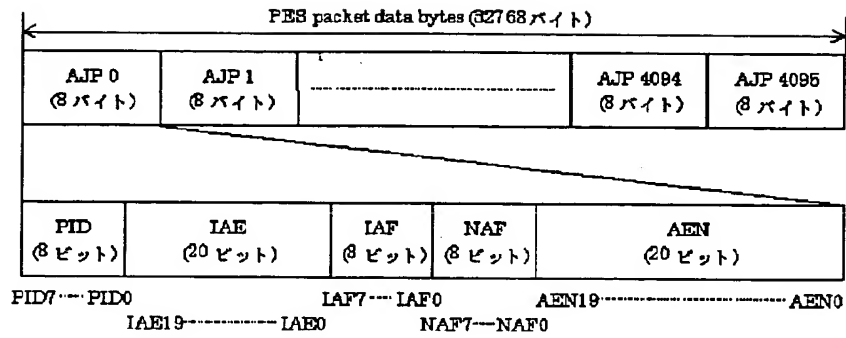 PES packet data bytes (32768バイト)
AJP 0 AJP 1 AJP 4094 AJP 4095
(8バイト) (8バイト) (8バイト) (8バイト)
PID IAE IAF NAF AEN
(8ビット) (20ビット) (8ビット) (8ビット) (20ビット)
PID7‥‥PID0 IAF7‥‥IAF0 AEN19‥‥‥‥AEN0
IAE19‥‥‥‥IAE0 NAF7‥‥NAF0